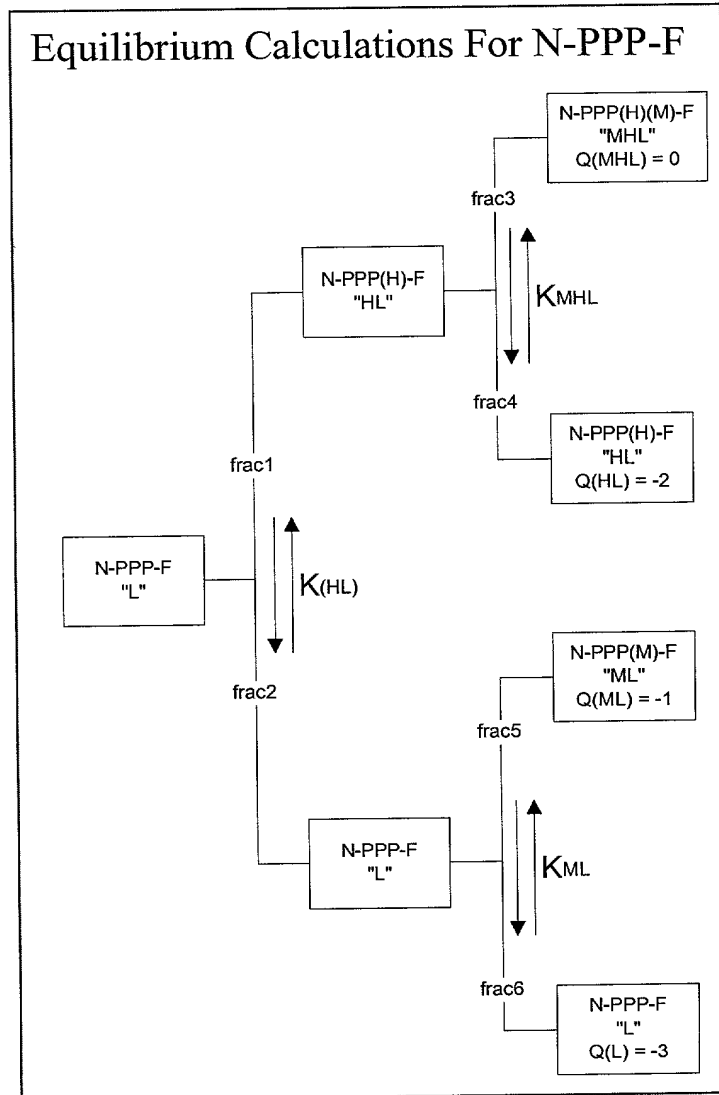 Equilibrium Calculations For N-PPP-F
N-PPP(H)(M)-F
"MHL"
Q(MHL) = 0
frac3
N-PPP(H)-F
"HL"
KMHL
frac4
N-PPP(H)-F
"HL"
Q(HL) = -2
frac1
N-PPP-F
"L"
K(HL)
N-PPP(M)-F
"ML"
Q(ML) = -1
frac2
frac5
N-PPP-F
"L"
KML
frac6
N-PPP-F
"L"
Q(L) = -3